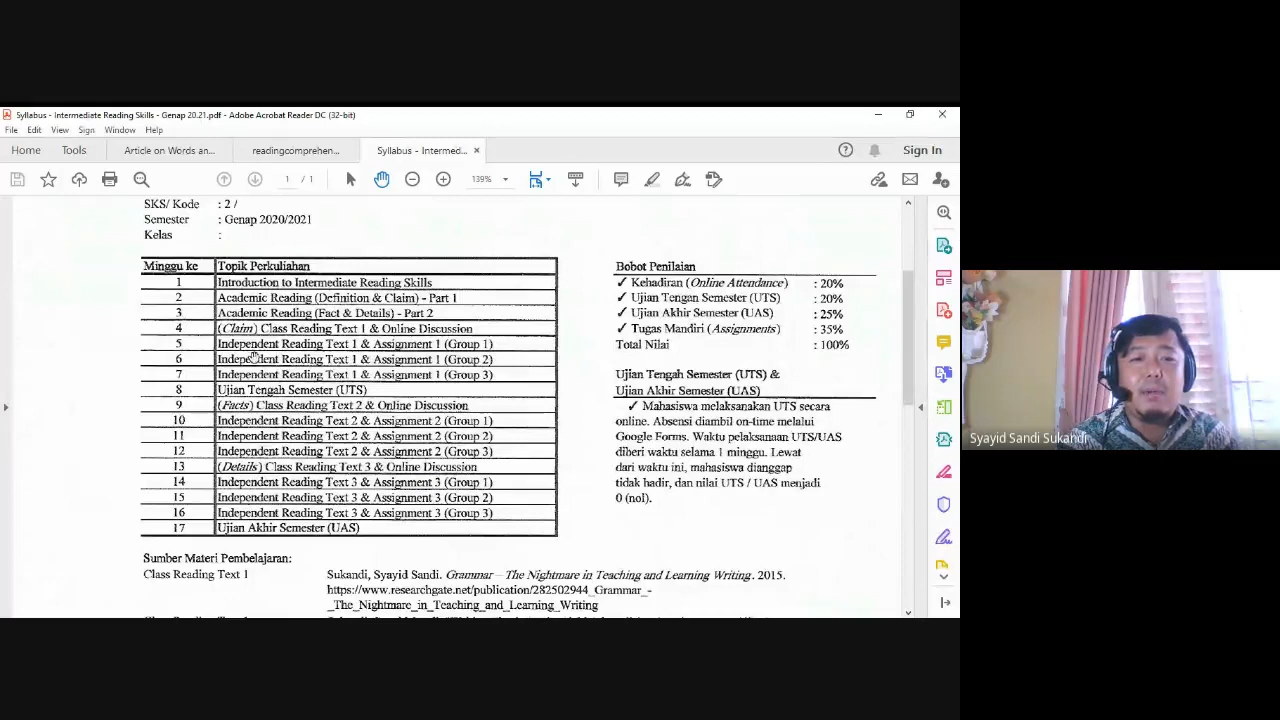 Syllabus - Intermediate Reading Skills - Genap 20.21.pdf - Adobe Acrobat Reader DC (32-bit)
File Edit View Sign Window Help
Home Tools Article on Words an... readingcomprehen... Syllabus - Intermed... Sign In
1 / 1 139%
SKS/ Kode : 2 /
Semester : Genap 2020/2021
Kelas :
Minggu ke Topik Perkuliahan
1 Introduction to Intermediate Reading Skills
2 Academic Reading (Definition & Claim) - Part 1
3 Academic Reading (Fact & Details) - Part 2
4 (Claim) Class Reading Text 1 & Online Discussion
5 Independent Reading Text 1 & Assignment 1 (Group 1)
6 Independent Reading Text 1 & Assignment 1 (Group 2)
7 Independent Reading Text 1 & Assignment 1 (Group 3)
8 Ujian Tengah Semester (UTS)
9 (Facts) Class Reading Text 2 & Online Discussion
10 Independent Reading Text 2 & Assignment 2 (Group 1)
11 Independent Reading Text 2 & Assignment 2 (Group 2)
12 Independent Reading Text 2 & Assignment 2 (Group 3)
13 (Details) Class Reading Text 3 & Online Discussion
14 Independent Reading Text 3 & Assignment 3 (Group 1)
15 Independent Reading Text 3 & Assignment 3 (Group 2)
16 Independent Reading Text 3 & Assignment 3 (Group 3)
17 Ujian Akhir Semester (UAS)
Bobot Penilaian
✓ Kehadiran (Online Attendance) : 20%
✓ Ujian Tengan Semester (UTS) : 20%
✓ Ujian Akhir Semester (UAS) : 25%
✓ Tugas Mandiri (Assignments) : 35%
Total Nilai : 100%
Ujian Tengah Semester (UTS) &
Ujian Akhir Semester (UAS)
✓ Mahasiswa melaksanakan UTS secara
online. Absensi diambil on-time melalui
Google Forms. Waktu pelaksanaan UTS/UAS
diberi waktu selama 1 minggu. Lewat
dari waktu ini, mahasiswa dianggap
tidak hadir, dan nilai UTS / UAS menjadi
0 (nol).
Sumber Materi Pembelajaran:
Class Reading Text 1 Sukandi, Syayid Sandi. Grammar – The Nightmare in Teaching and Learning Writing. 2015.
https://www.researchgate.net/publication/282502944_Grammar_-
_The_Nightmare_in_Teaching_and_Learning_Writing
Syayid Sandi Sukandi